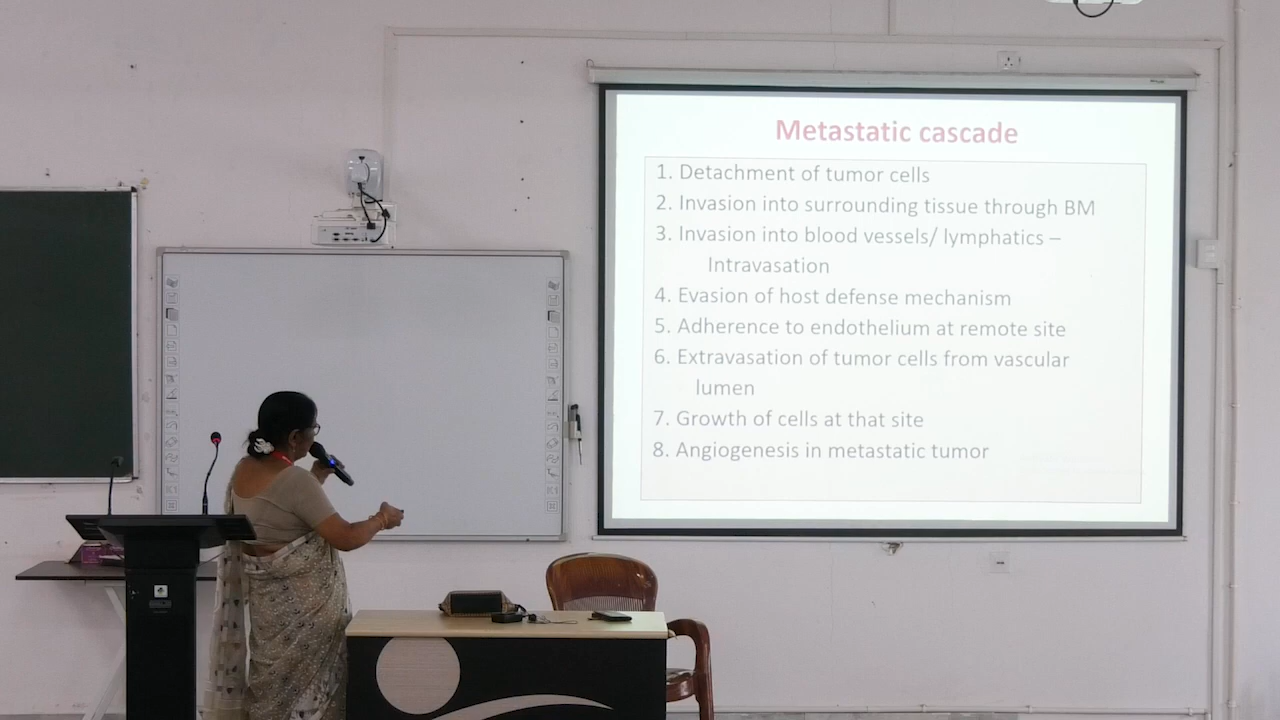 Metastatic cascade
1. Detachment of tumor cells
2. Invasion into surrounding tissue through BM
3. Invasion into blood vessels/ lymphatics –
Intravasation
4. Evasion of host defense mechanism
5. Adherence to endothelium at remote site
6. Extravasation of tumor cells from vascular
lumen
7. Growth of cells at that site
8. Angiogenesis in metastatic tumor